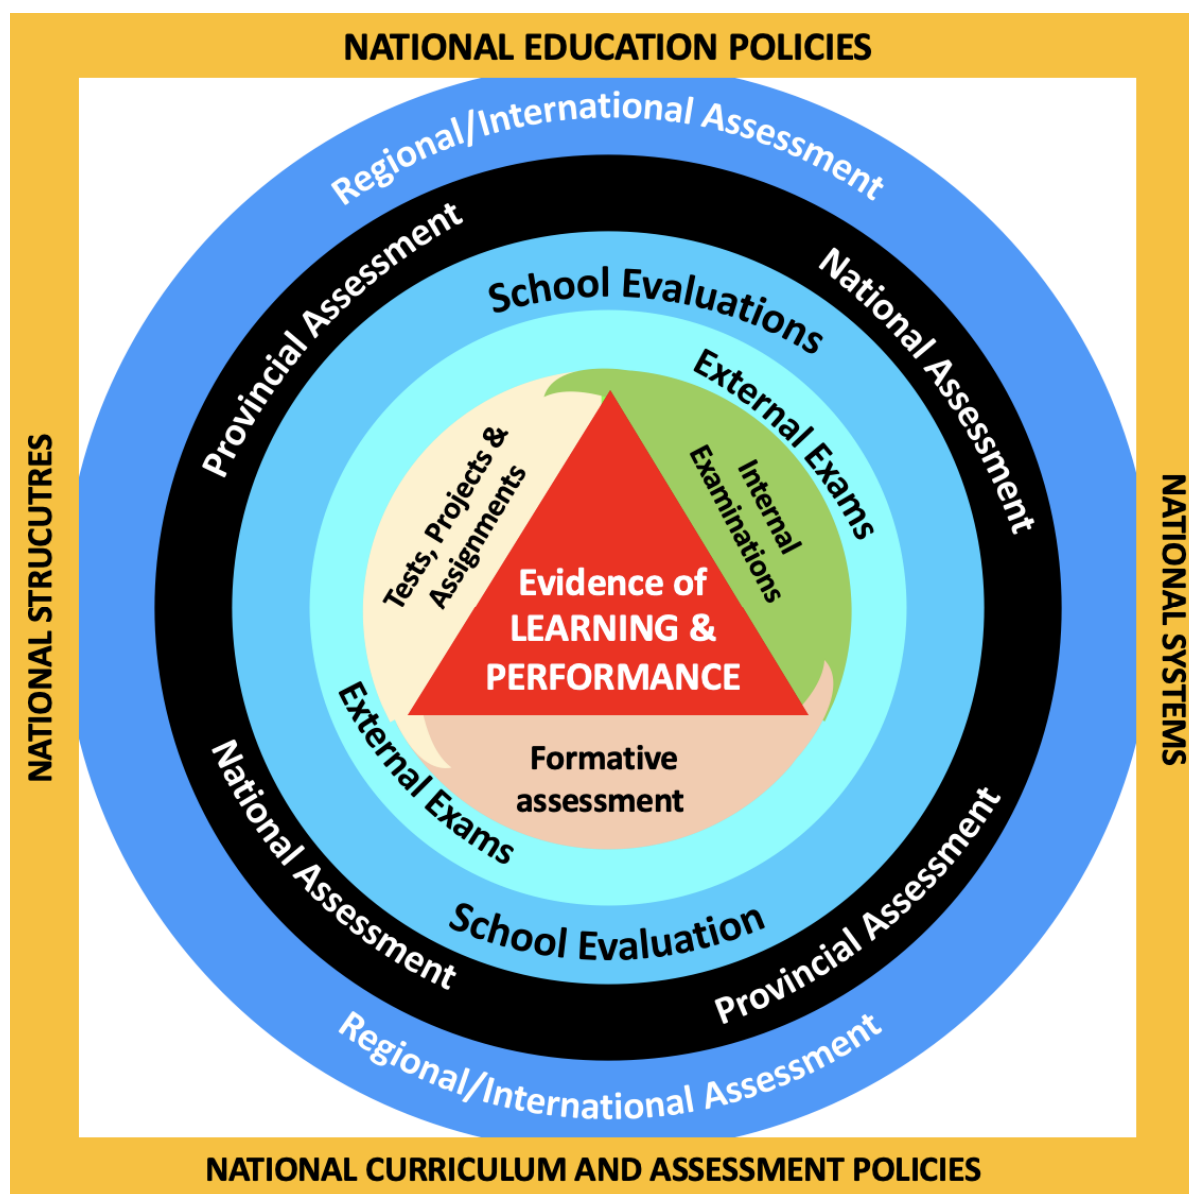 NATIONAL EDUCATION POLICIES
Regional/International Assessment
Provincial Assessment
National Assessment
School Evaluations
External Exams
Tests, Projects &
Assignments
Internal
Examinations
NATIONAL STRUCUTRES
NATIONAL SYSTEMS
Evidence of
LEARNING &
PERFORMANCE
Formative
assessment
External Exams
National Assessment
School Evaluation
Provincial Assessment
Regional/International Assessment
NATIONAL CURRICULUM AND ASSESSMENT POLICIES